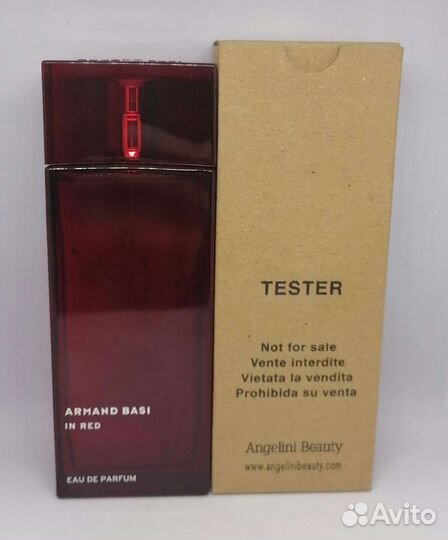 ARMAND BASI
IN RED
EAU DE PARFUM
TESTER
Not for sale
Vente interdite
Vietata la vendita
Prohibida su venta
Angelini Beauty
www.angelinibeauty.com
Avito